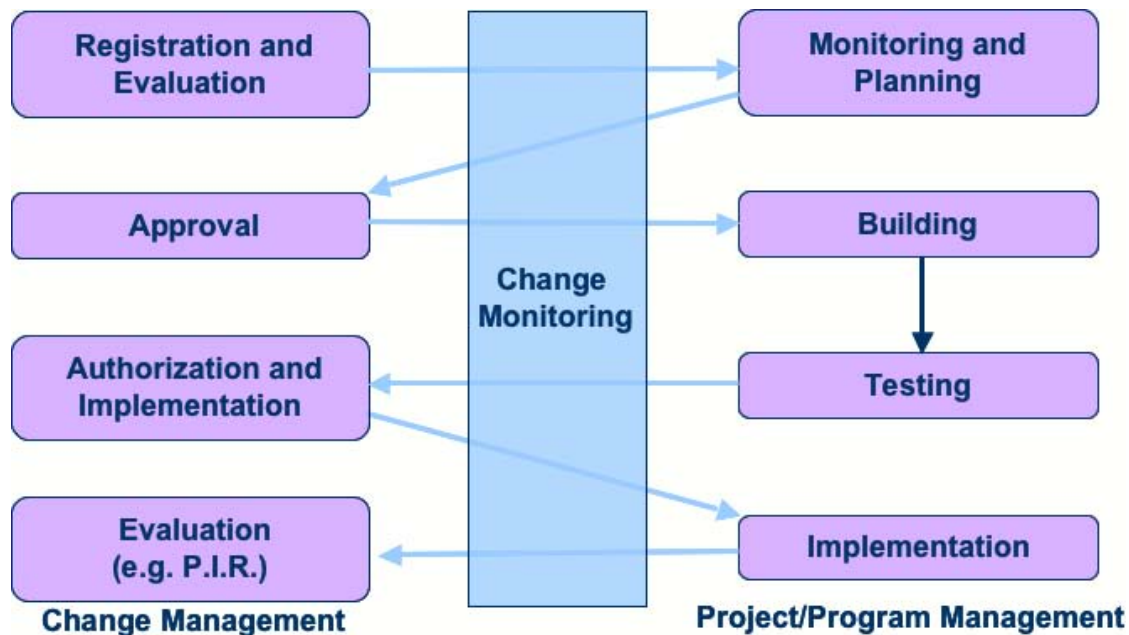 Registration and
Evaluation
Monitoring and
Planning
Approval
Building
Change
Monitoring
Authorization and
Implementation
Testing
Evaluation
(e.g. P.I.R.)
Implementation
Change Management
Project/Program Management